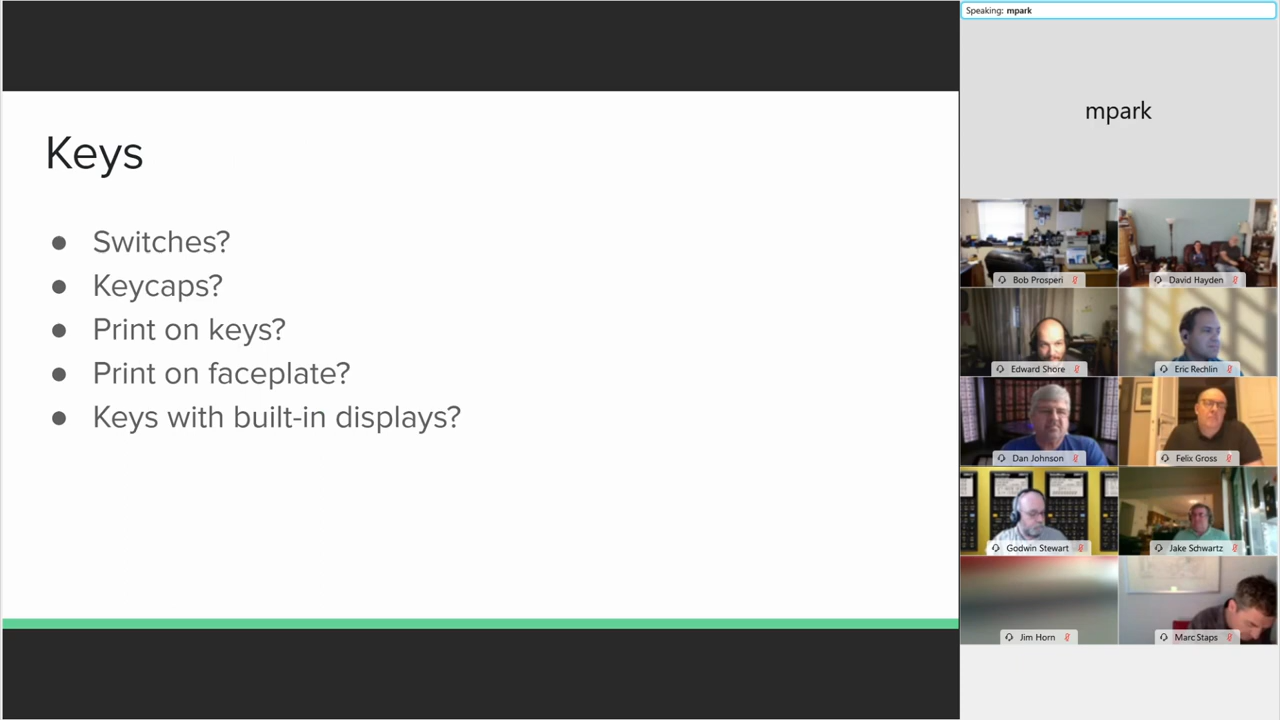 Speaking: mpark
mpark
Keys
Switches?
Keycaps?
Print on keys?
Print on faceplate?
Keys with built-in displays?
Bob Prosperi
David Hayden
Edward Shore
Eric Rechlin
Dan Johnson
Felix Gross
Godwin Stewart
Jake Schwartz
Jim Horn
Marc Staps